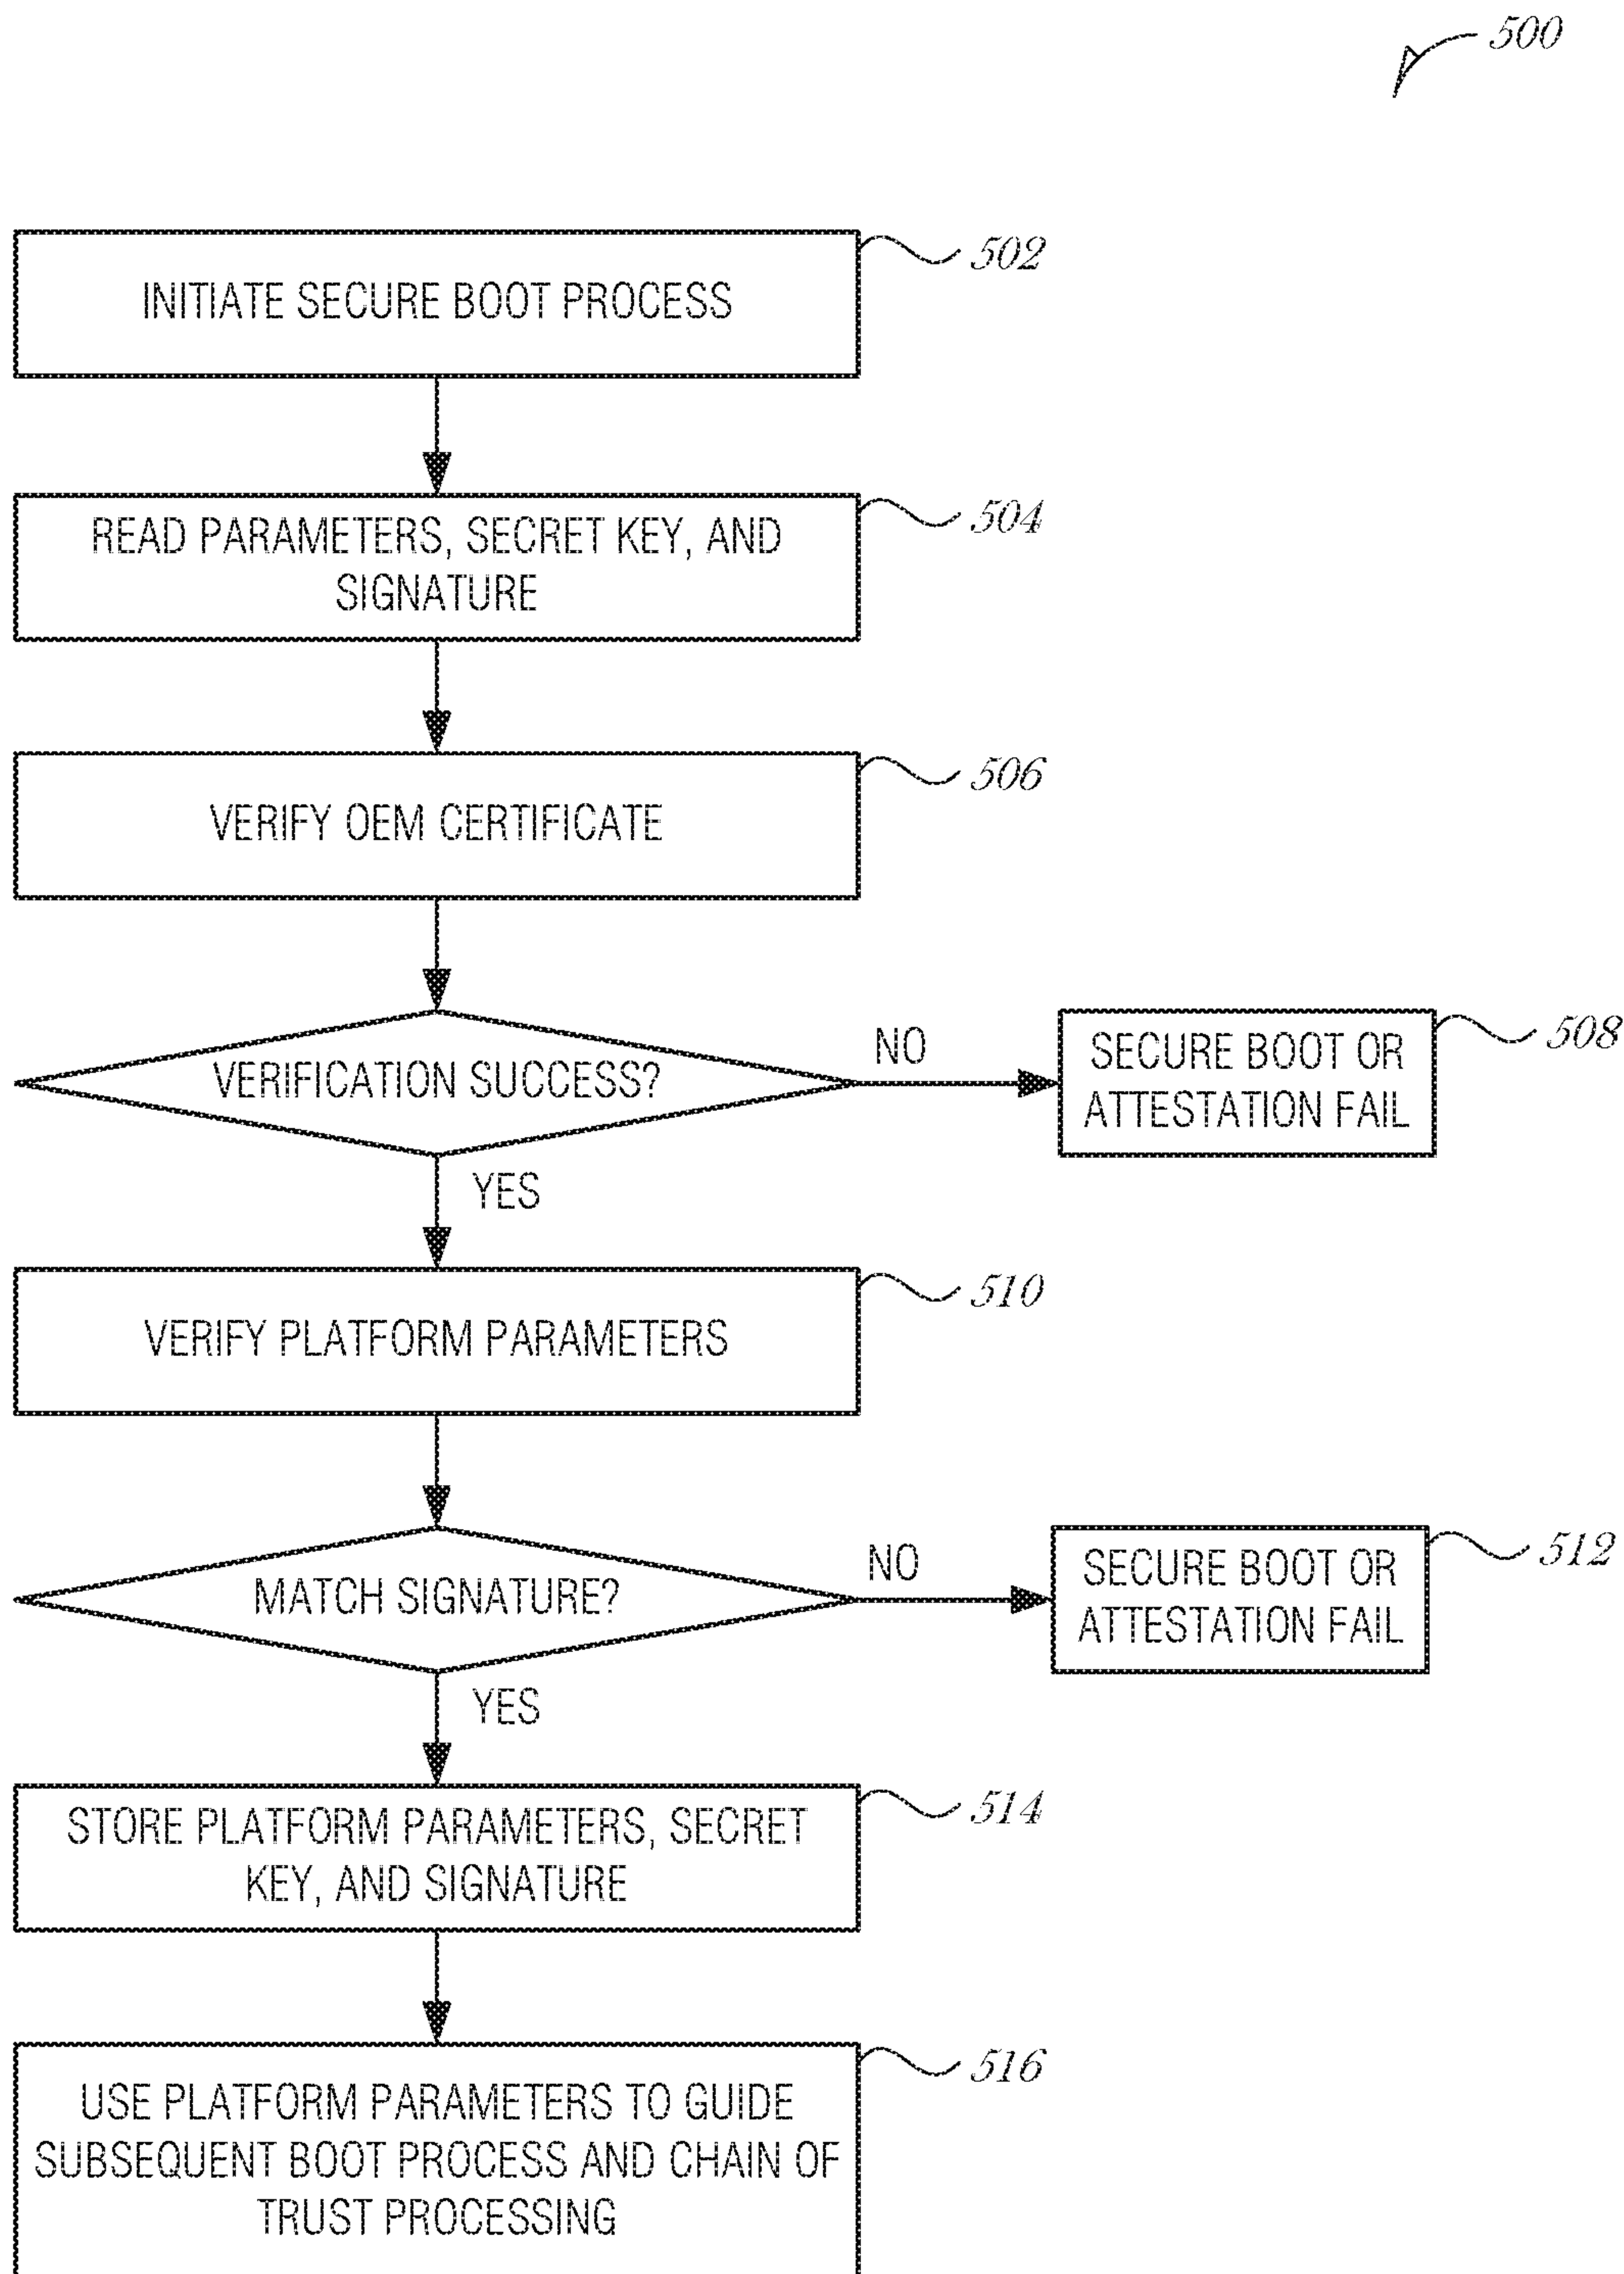 500
502
INITIATE SECURE BOOT PROCESS
504
READ PARAMETERS, SECRET KEY, AND
SIGNATURE
506
VERIFY OEM CERTIFICATE
VERIFICATION SUCCESS?
NO
SECURE BOOT OR
ATTESTATION FAIL
508
YES
510
VERIFY PLATFORM PARAMETERS
MATCH SIGNATURE?
NO
SECURE BOOT OR
ATTESTATION FAIL
512
YES
514
STORE PLATFORM PARAMETERS, SECRET
KEY, AND SIGNATURE
516
USE PLATFORM PARAMETERS TO GUIDE
SUBSEQUENT BOOT PROCESS AND CHAIN OF
TRUST PROCESSING